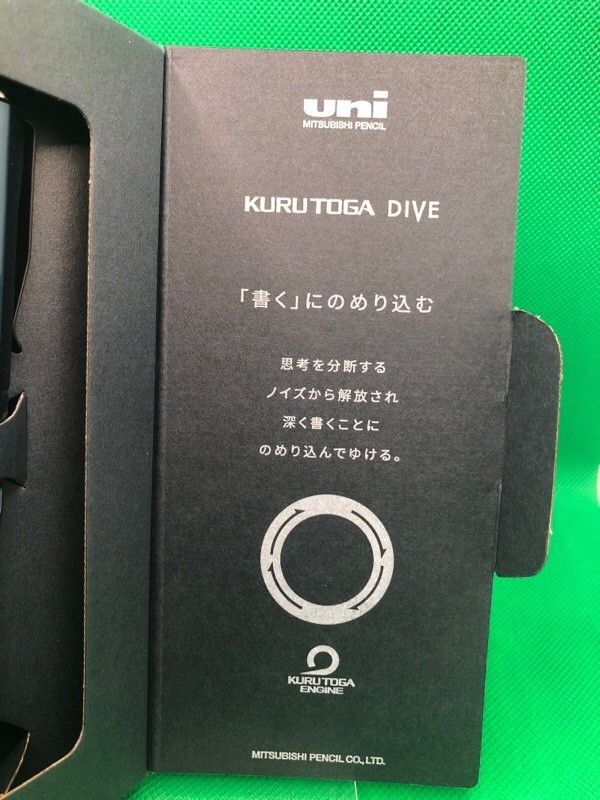 uni
MITSUBISHI PENCIL
KURUTOGA DIVE
「書く」にのめり込む
思考を分断する
ノイズから解放され
深く書くことに
のめり込んでゆける。
KURUTOGA
ENGINE
MITSUBISHI PENCIL CO., LTD.